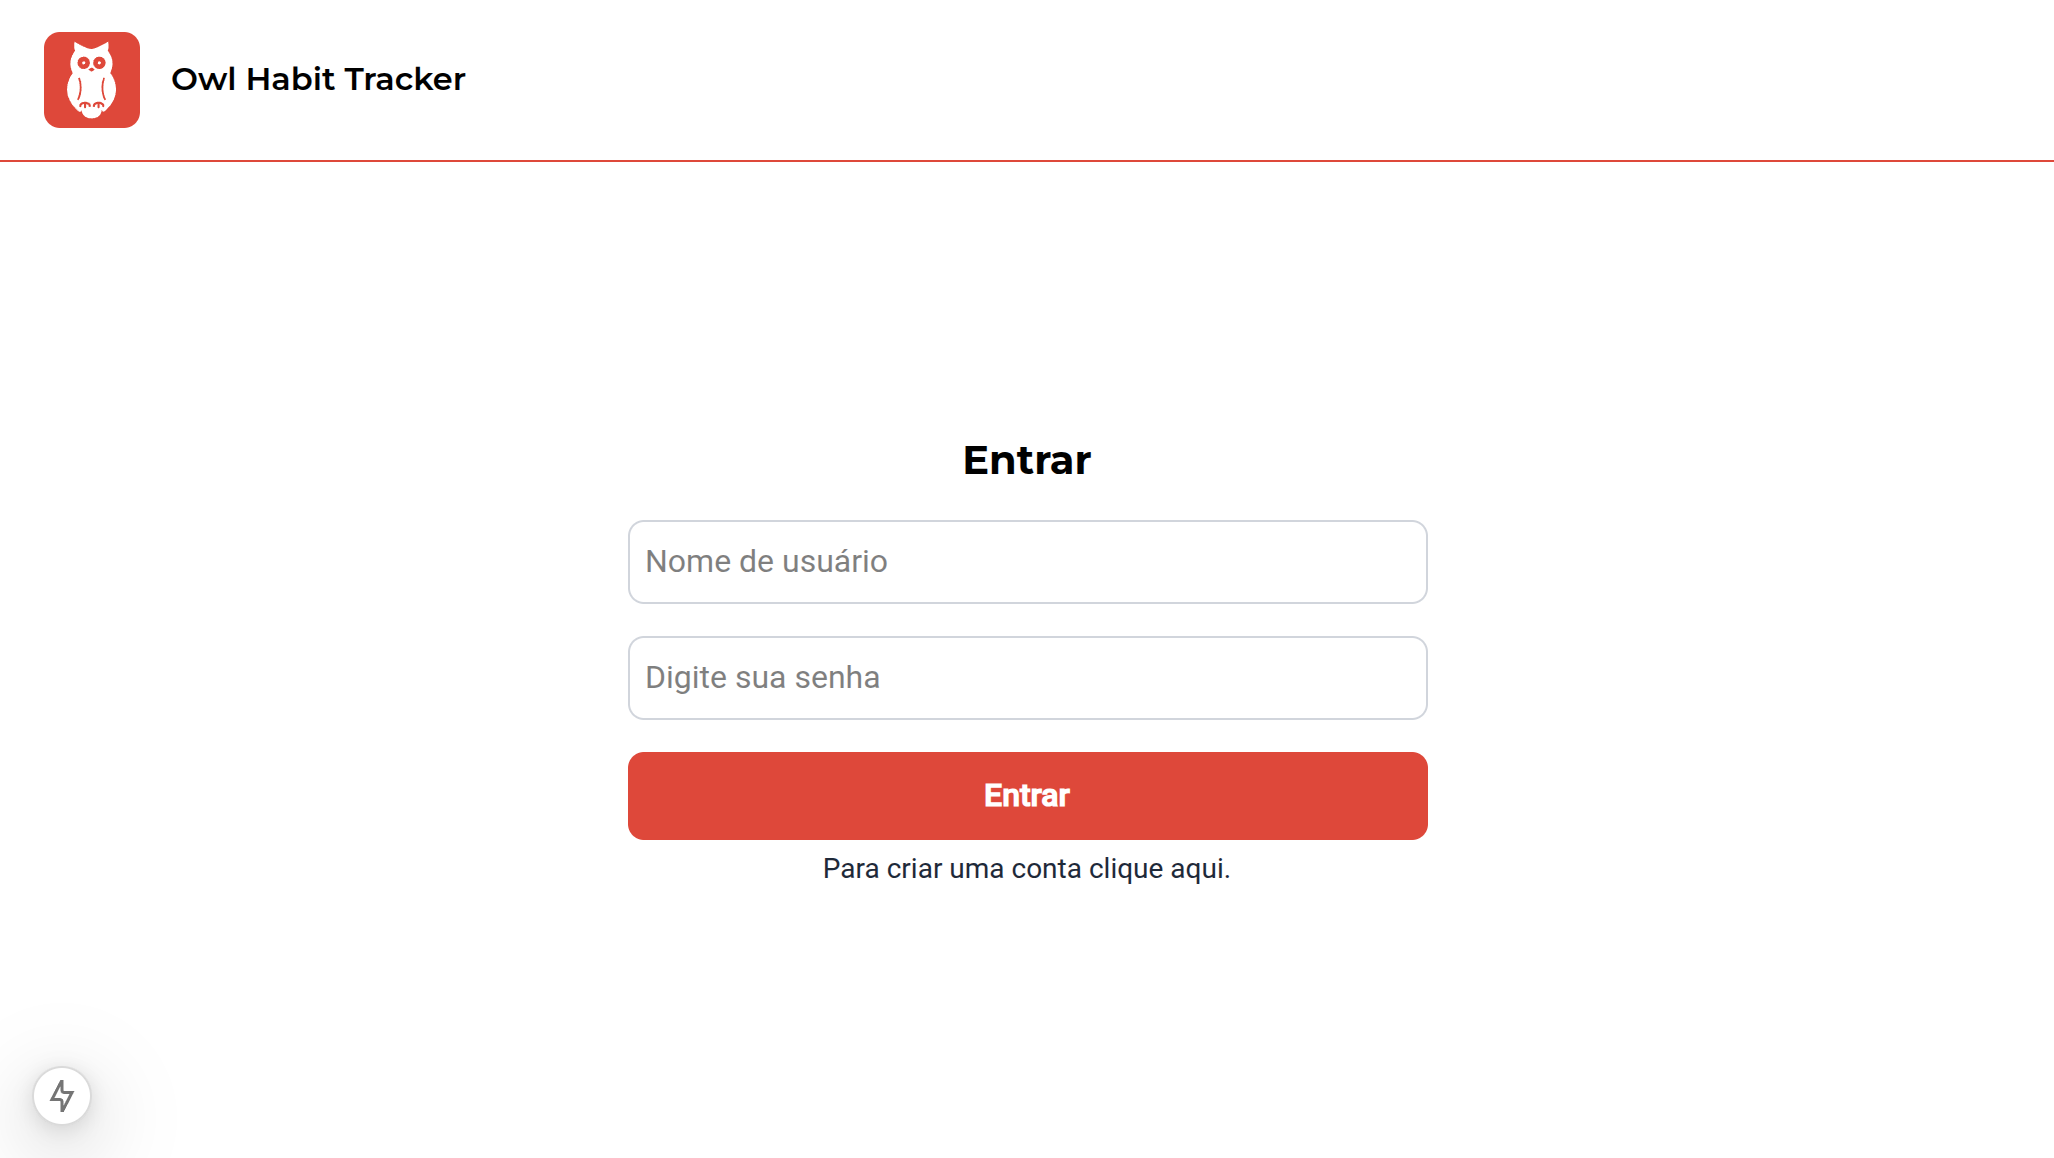 Owl Habit Tracker
Entrar
Nome de usuário
Digite sua senha
Entrar
Para criar uma conta clique aqui.